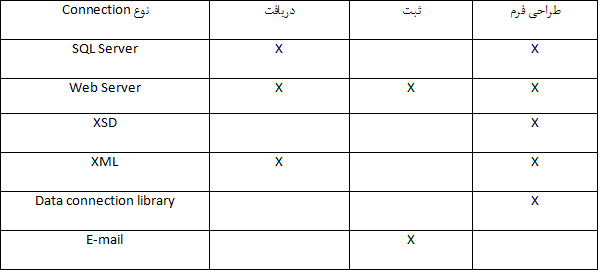 نوع Connection دریافت ثبت طراحی فرم
SQL Server X X
Web Server X X X
XSD X
XML X X
Data connection library X
E-mail X